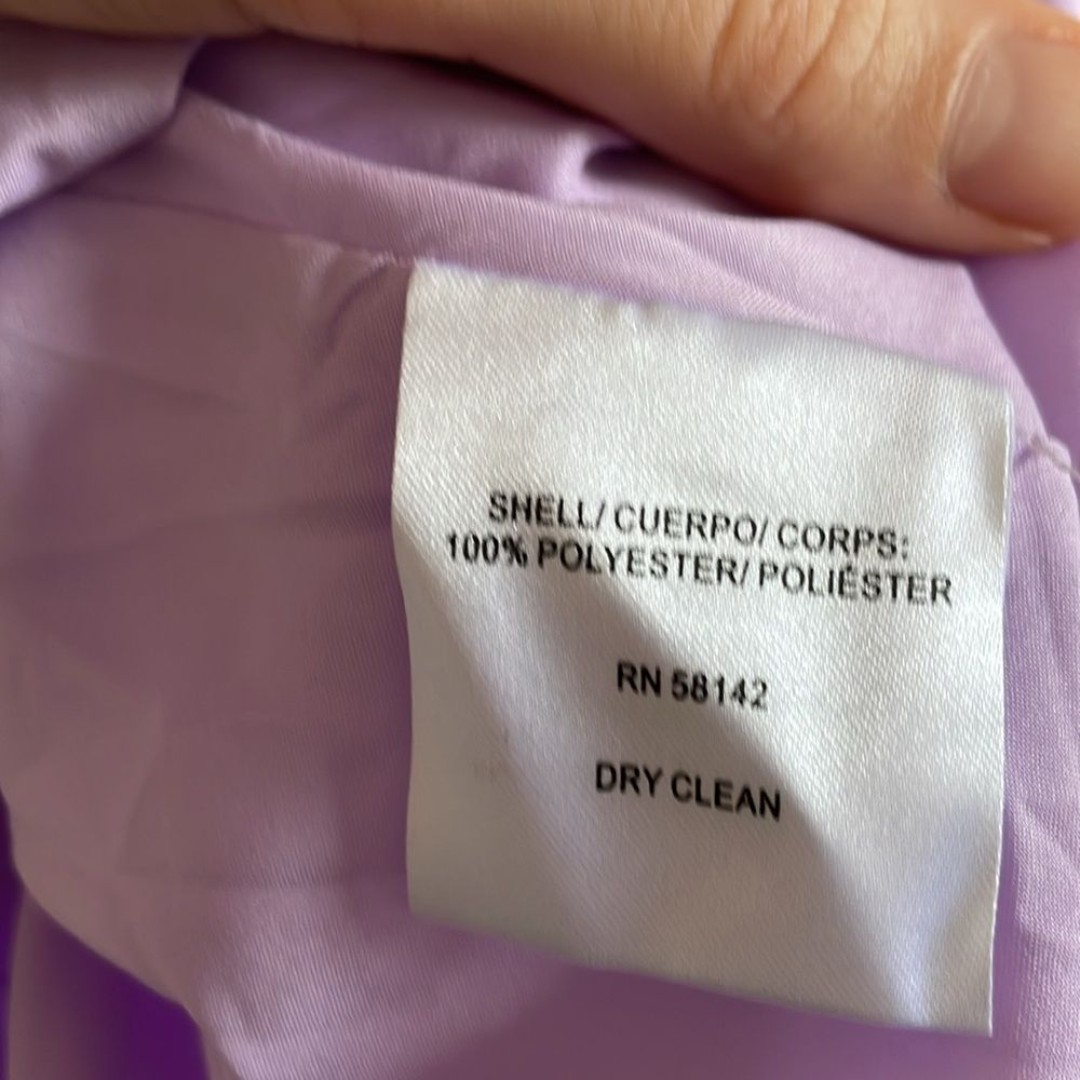 SHELL/ CUERPO/ CORPS:
100% POLYESTER/ POLIÉSTER
RN 58142
DRY CLEAN